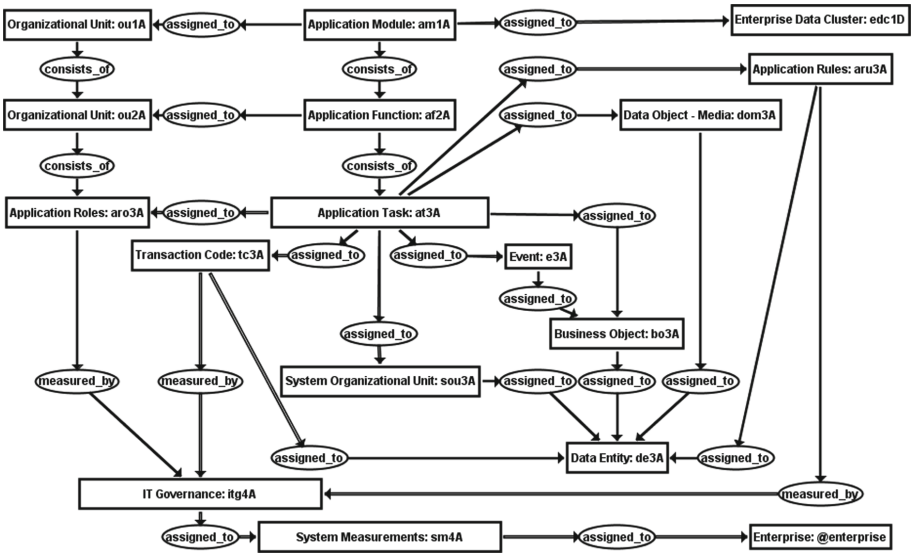 Organizational Unit: ou1A
assigned_to
Application Module: am1A
assigned_to
Enterprise Data Cluster: edc1D
consists_of
consists_of
assigned_to
Application Rules: aru3A
Organizational Unit: ou2A
assigned_to
Application Function: af2A
assigned_to
Data Object - Media: dom3A
consists_of
consists_of
Application Roles: aro3A
assigned_to
Application Task: at3A
assigned_to
Transaction Code: tc3A
assigned_to
assigned_to
Event: e3A
assigned_to
assigned_to
Business Object: bo3A
measured_by
measured_by
System Organizational Unit: sou3A
assigned_to
assigned_to
assigned_to
assigned_to
Data Entity: de3A
assigned_to
IT Governance: itg4A
measured_by
assigned_to
System Measurements: sm4A
assigned_to
Enterprise: @enterprise